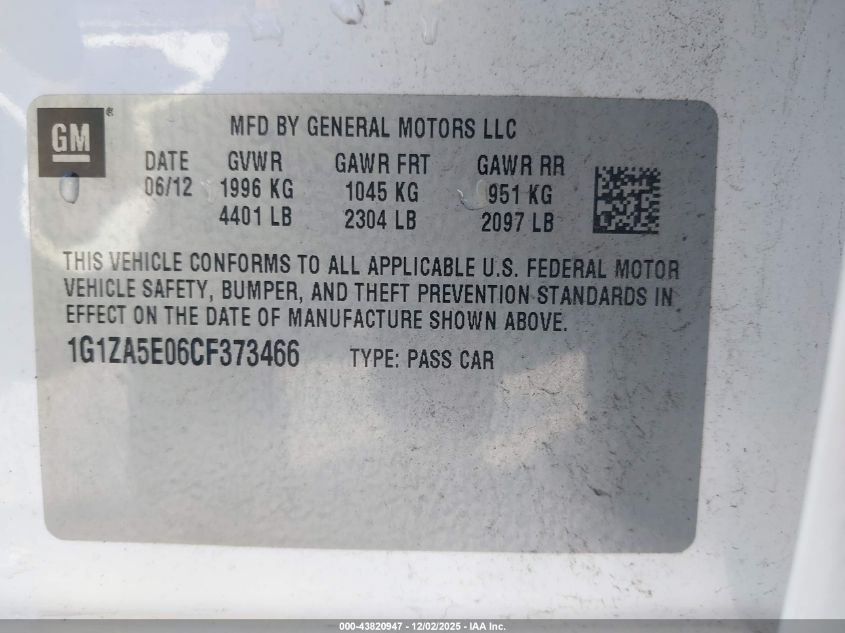 GM ®
MFD BY GENERAL MOTORS LLC
DATE GVWR GAWR FRT GAWR RR
06/12 1996 KG 1045 KG 951 KG
4401 LB 2304 LB 2097 LB
THIS VEHICLE CONFORMS TO ALL APPLICABLE U.S. FEDERAL MOTOR
VEHICLE SAFETY, BUMPER, AND THEFT PREVENTION STANDARDS IN
EFFECT ON THE DATE OF MANUFACTURE SHOWN ABOVE.
1G1ZA5E06CF373466 TYPE: PASS CAR
000-43820947 - 12/02/2025 - IAA Inc.